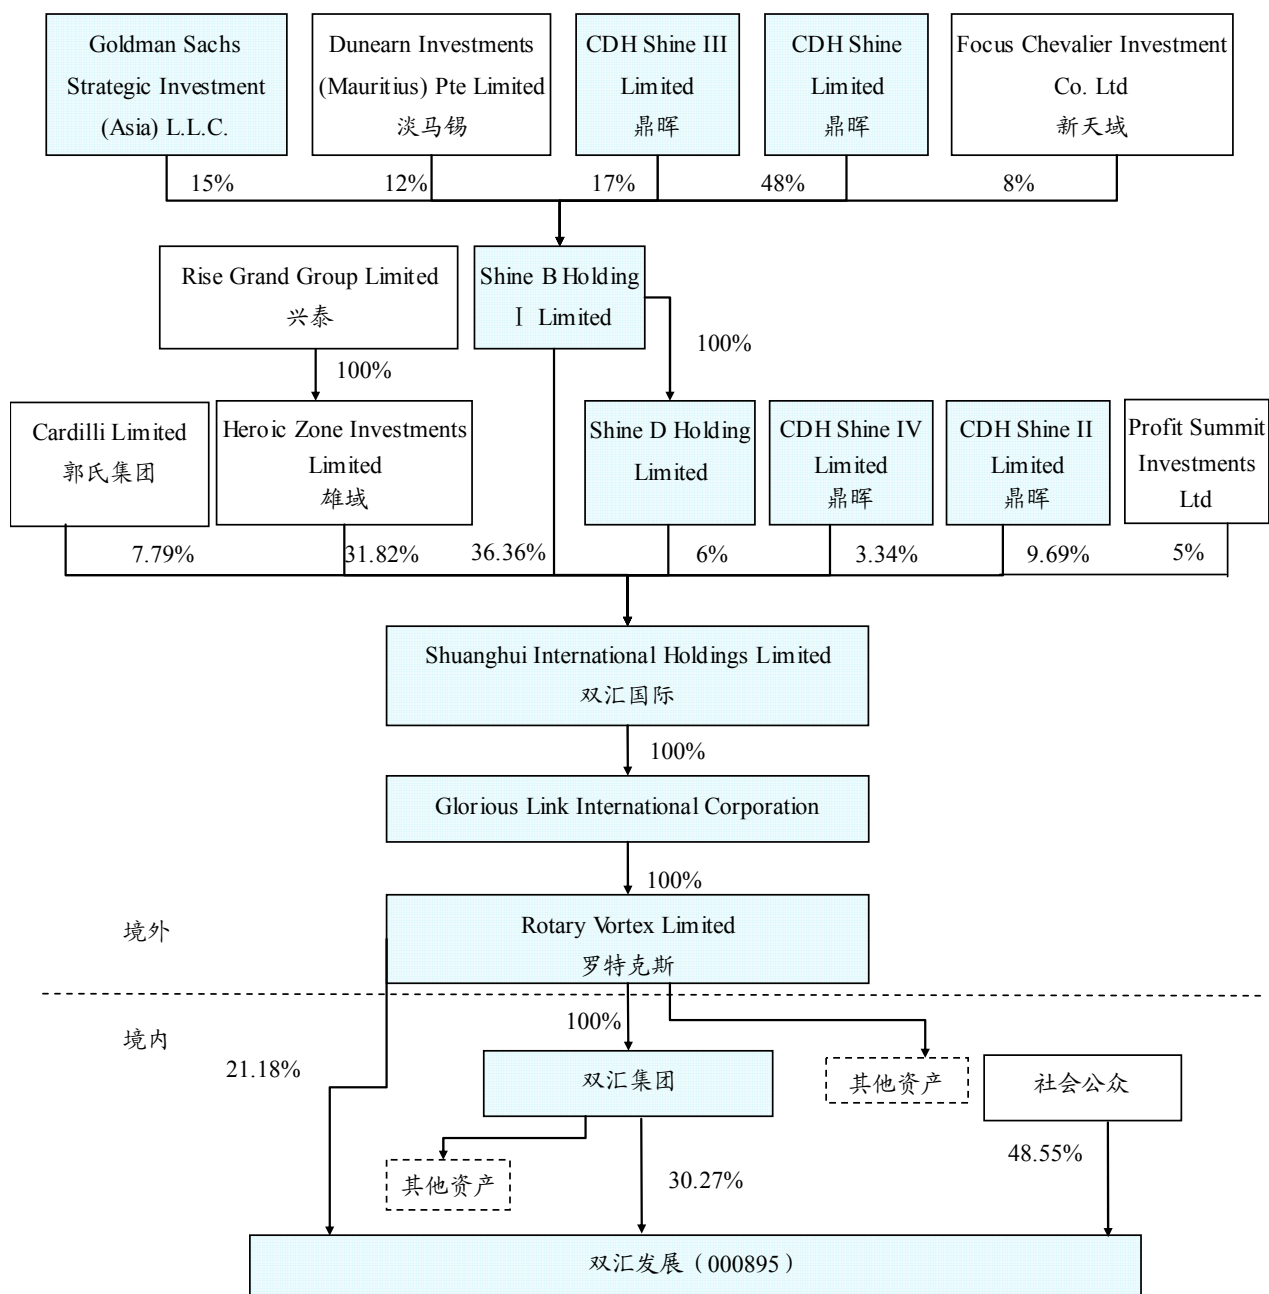 Goldman Sachs
Strategic Investment
(Asia) L.L.C.
Dunearn Investments
(Mauritius) Pte Limited
淡马锡
CDH Shine III
Limited
鼎晖
CDH Shine
Limited
鼎晖
Focus Chevalier Investment
Co. Ltd
新天域
15%
12%
17%
48%
8%
Rise Grand Group Limited
兴泰
Shine B Holding
Ⅰ Limited
100%
100%
Cardilli Limited
郭氏集团
Heroic Zone Investments
Limited
雄域
Shine D Holding
Limited
CDH Shine IV
Limited
鼎晖
CDH Shine II
Limited
鼎晖
Profit Summit
Investments
Ltd
7.79%
31.82%
36.36%
6%
3.34%
9.69%
5%
Shuanghui International Holdings Limited
双汇国际
100%
Glorious Link International Corporation
100%
境外
Rotary Vortex Limited
罗特克斯
境内
100%
21.18%
双汇集团
其他资产
社会公众
其他资产
30.27%
48.55%
双汇发展（000895）